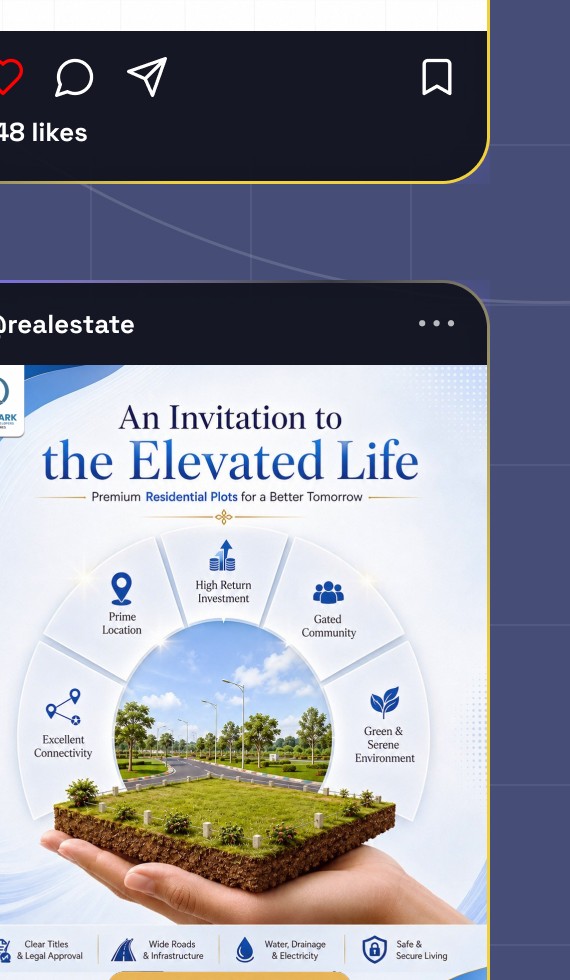 48 likes
@realestate
ARK
An Invitation to
the Elevated Life
Premium Residential Plots for a Better Tomorrow
High Return
Investment
Prime
Location
Gated
Community
Excellent
Connectivity
Green &
Serene
Environment
Clear Titles
& Legal Approval
Wide Roads
& Infrastructure
Water, Drainage
& Electricity
Safe &
Secure Living